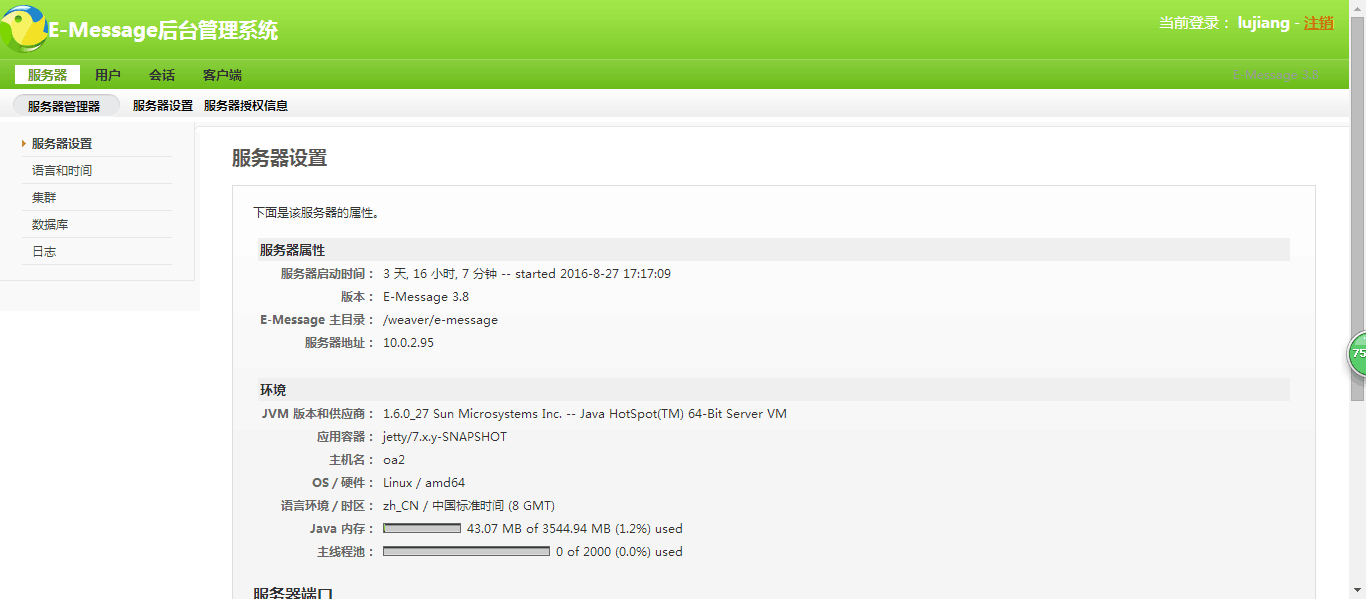 E-Message后台管理系统
当前登录： lujiang - 注销
服务器 用户 会话 客户端
E-Message 3.8
服务器管理器 服务器设置 服务器授权信息
服务器设置
语言和时间
集群
数据库
日志
服务器设置
下面是该服务器的属性。
服务器属性
服务器启动时间： 3 天, 16 小时, 7 分钟 -- started 2016-8-27 17:17:09
版本： E-Message 3.8
E-Message 主目录： /weaver/e-message
服务器地址： 10.0.2.95
环境
JVM 版本和供应商： 1.6.0_27 Sun Microsystems Inc. -- Java HotSpot(TM) 64-Bit Server VM
应用容器： jetty/7.x.y-SNAPSHOT
主机名： oa2
OS / 硬件： Linux / amd64
语言环境 / 时区： zh_CN / 中国标准时间 (8 GMT)
Java 内存： 43.07 MB of 3544.94 MB (1.2%) used
主线程池： 0 of 2000 (0.0%) used
服务器端口
75